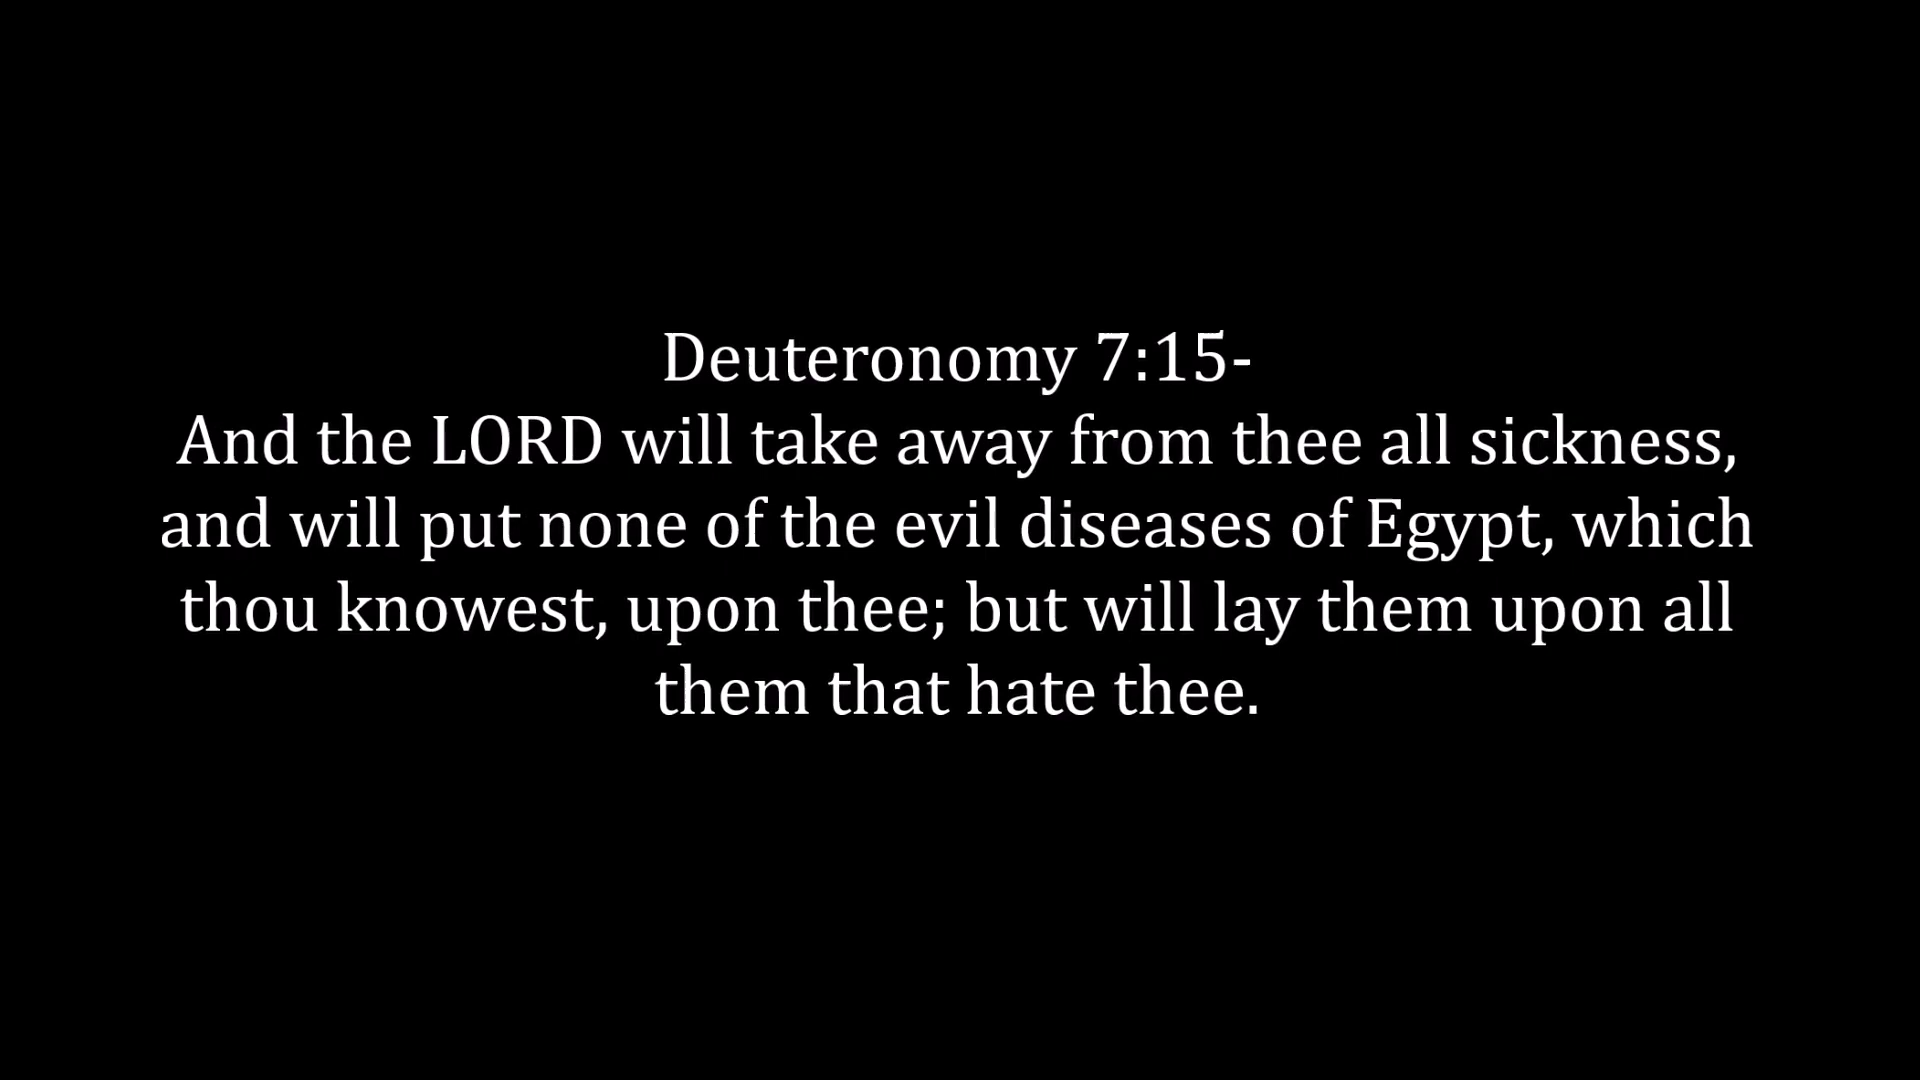 Deuteronomy 7:15-
And the LORD will take away from thee all sickness,
and will put none of the evil diseases of Egypt, which
thou knowest, upon thee; but will lay them upon all
them that hate thee.